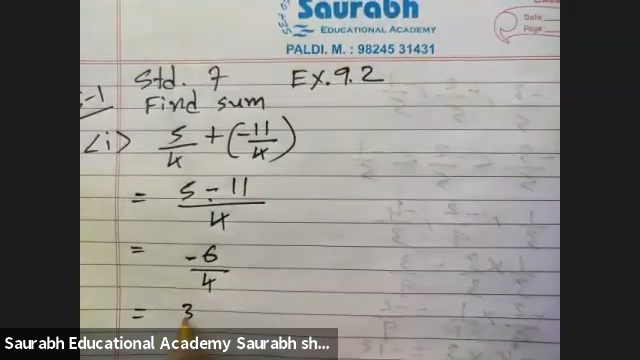 Saurabh
EDUCATIONAL ACADEMY
PALDI. M. : 98245 31431
Date
Page
Std. 7 Ex. 9.2
Find sum
<i> 5/4 + (-11/4)
= 5 - 11/4
= -6/4
= 3
Saurabh Educational Academy Saurabh sh...